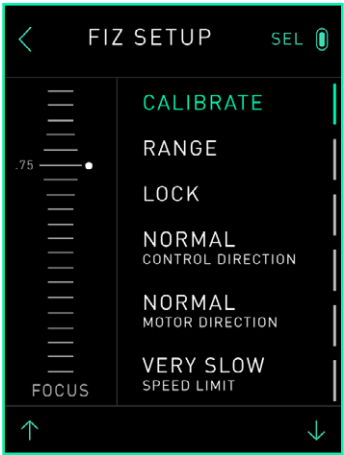 FIZ SETUP
SEL
CALIBRATE
RANGE
.75
LOCK
NORMAL
CONTROL DIRECTION
NORMAL
MOTOR DIRECTION
VERY SLOW
SPEED LIMIT
FOCUS